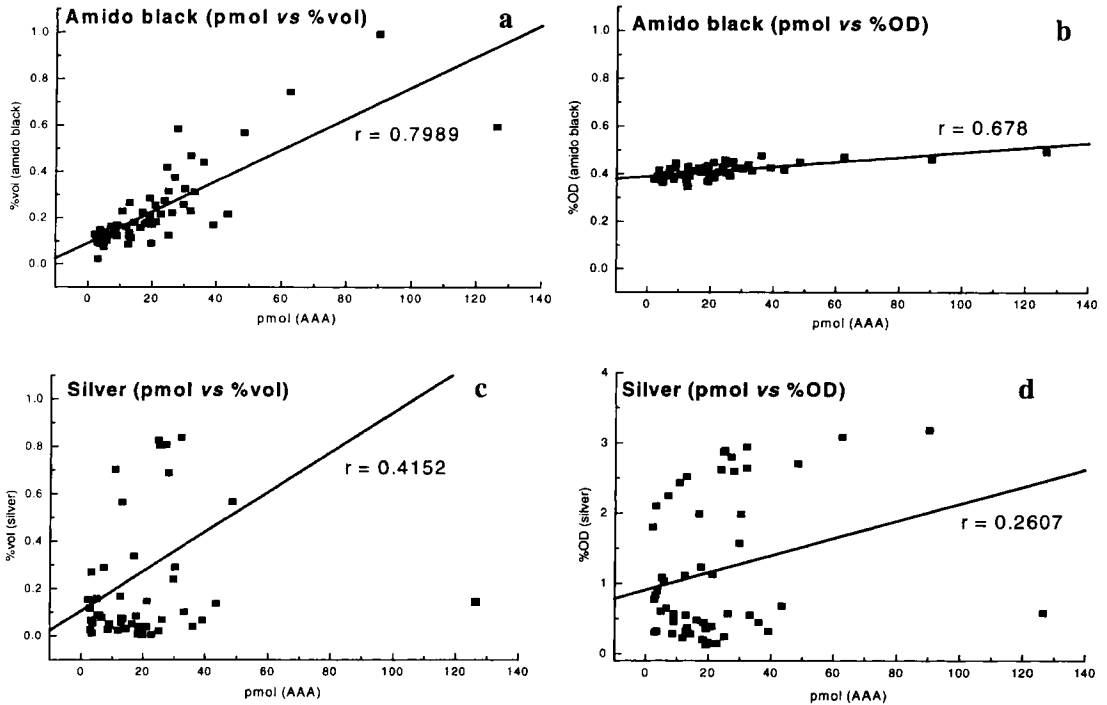 Amido black (pmol vs %vol)
a
1.0
0.8
0.6
0.4
0.2
0.0
%vol (amido black)
r = 0.7989
0
20
40
60
80
100
120
140
pmol (AAA)
Amido black (pmol vs %OD)
b
1.0
0.8
0.6
0.4
0.2
0.0
%OD (amido black)
r = 0.678
0
20
40
60
80
100
120
140
pmol (AAA)
Silver (pmol vs %vol)
c
1.0
0.8
0.6
0.4
0.2
0.0
%vol (silver)
r = 0.4152
0
20
40
60
80
100
120
140
pmol (AAA)
Silver (pmol vs %OD)
d
4
3
2
1
0
%OD (silver)
r = 0.2607
0
20
40
60
80
100
120
140
pmol (AAA)